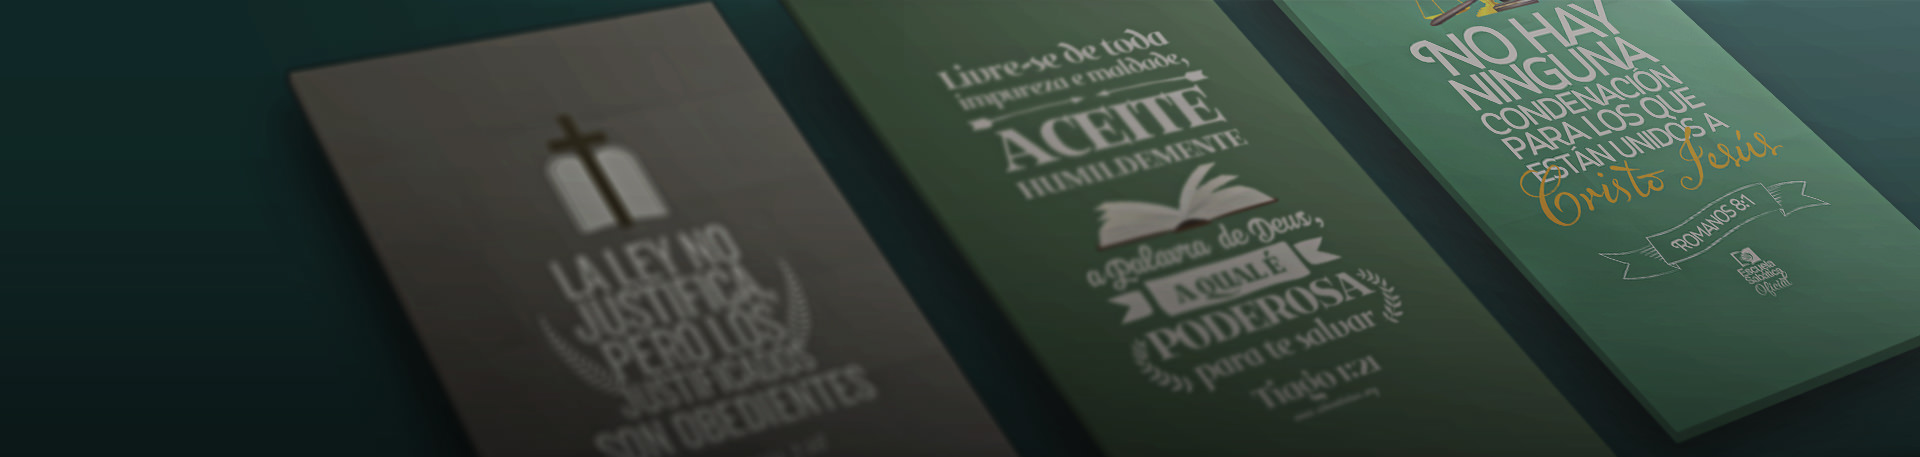 LA LEY NO
JUSTIFICA
PERO LOS
JUSTIFICADOS
SON OBEDIENTES
Livre-se de toda
impureza e maldade,
ACEITE
HUMILDEMENTE
a Palavra de Deus,
A QUAL É
PODEROSA
para te salvar
Tiago 1:21
NO HAY
NINGUNA
CONDENACIÓN
PARA LOS QUE
ESTÁN UNIDOS A
Cristo Jesús
ROMANOS 8:1
Escuela
Sabática
Oficial